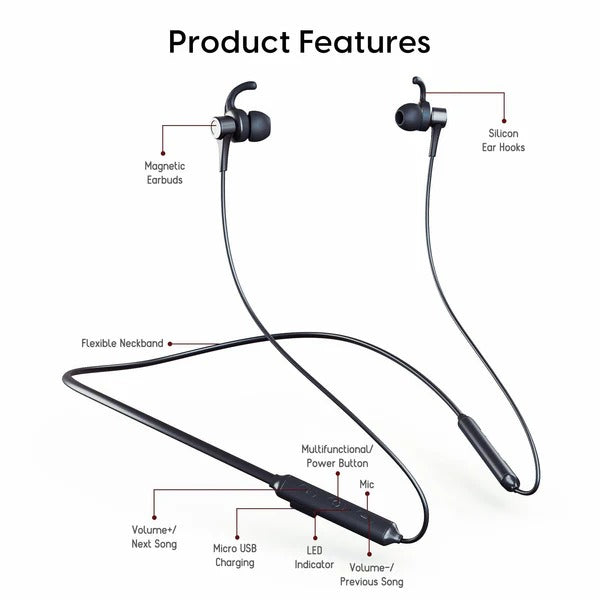 Product Features
Magnetic
Earbuds
Silicon
Ear Hooks
Flexible Neckband
Multifunctional/
Power Button
Mic
Volume+/
Next Song
Micro USB
Charging
LED
Indicator
Volume-/
Previous Song